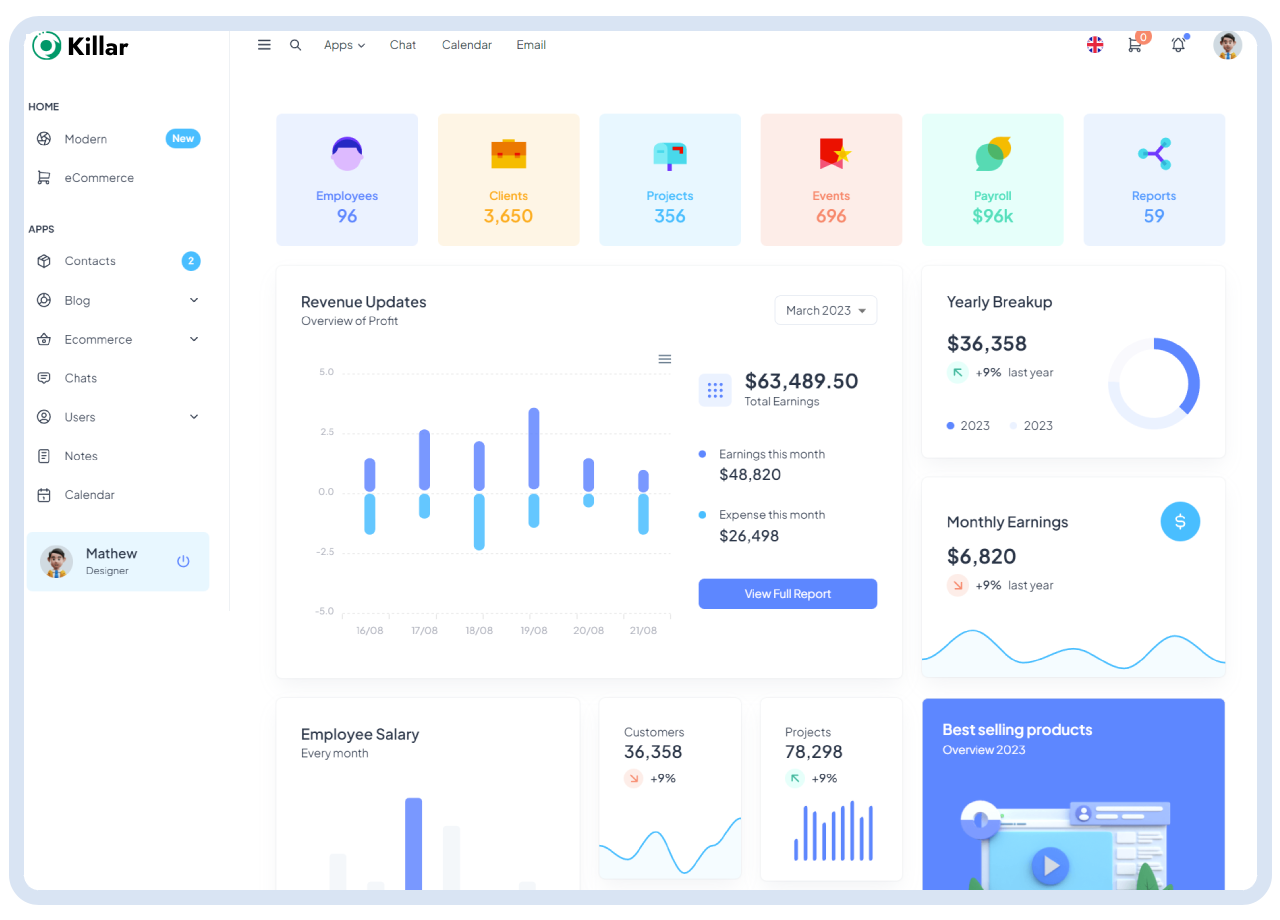 Killar
Apps
Chat
Calendar
Email
0
HOME
Modern
New
eCommerce
APPS
Contacts
2
Blog
Ecommerce
Chats
Users
Notes
Calendar
Mathew
Designer
Employees
96
Clients
3,650
Projects
356
Events
696
Payroll
$96k
Reports
59
Revenue Updates
Overview of Profit
March 2023
5.0
2.5
0.0
-2.5
-5.0
16/08
17/08
18/08
19/08
20/08
21/08
$63,489.50
Total Earnings
Earnings this month
$48,820
Expense this month
$26,498
View Full Report
Yearly Breakup
$36,358
+9% last year
2023
2023
Monthly Earnings
$
$6,820
+9% last year
Employee Salary
Every month
Customers
36,358
+9%
Projects
78,298
+9%
Best selling products
Overview 2023